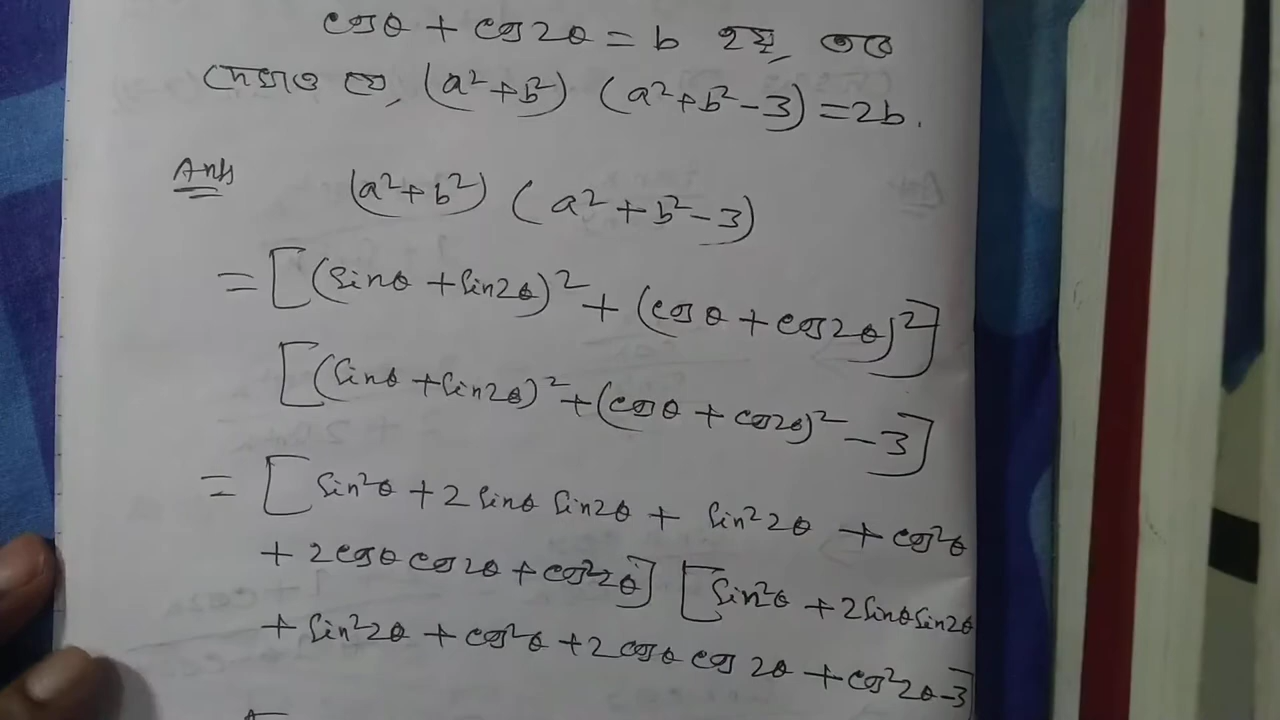 cosθ + cos2θ = b হয়, তবে
দেখাও যে, (a²+b²) (a²+b²-3) = 2b.
Ans (a²+b²) (a²+b²-3)
= [(sinθ + sin2θ)² + (cosθ + cos2θ)²]
[(sinθ + sin2θ)² + (cosθ + cos2θ)² - 3]
= [sin²θ + 2 sinθ sin2θ + sin²2θ + cos²θ
+ 2cosθ cos2θ + cos²2θ] [sin²θ + 2sinθ sin2θ
+ sin²2θ + cos²θ + 2 cosθ cos 2θ + cos²2θ-3]